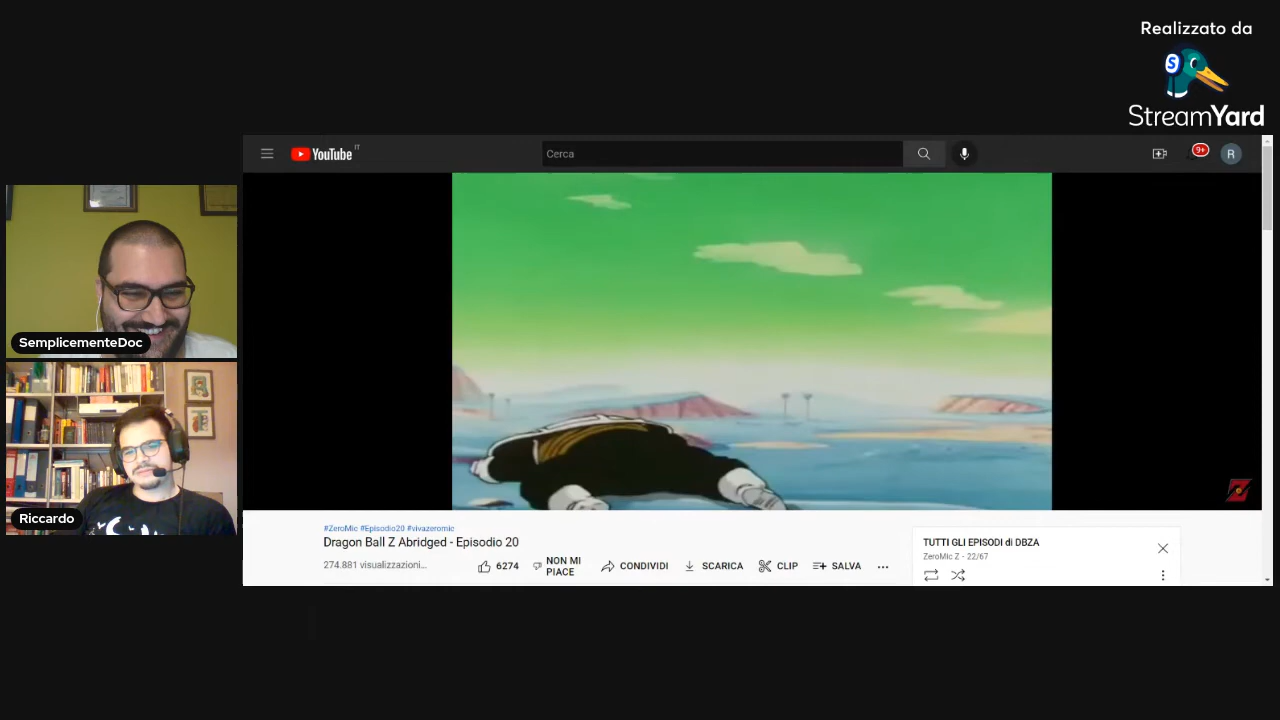 Realizzato da
S
StreamYard
YouTube IT
Cerca
9+
R
SemplicementeDoc
Riccardo
Z
#ZeroMic #Episodio20 #vivazeromic
Dragon Ball Z Abridged - Episodio 20
274.881 visualizzazioni...
6274
NON MI
PIACE
CONDIVIDI
SCARICA
CLIP
SALVA
TUTTI GLI EPISODI di DBZA
ZeroMic Z - 22/67